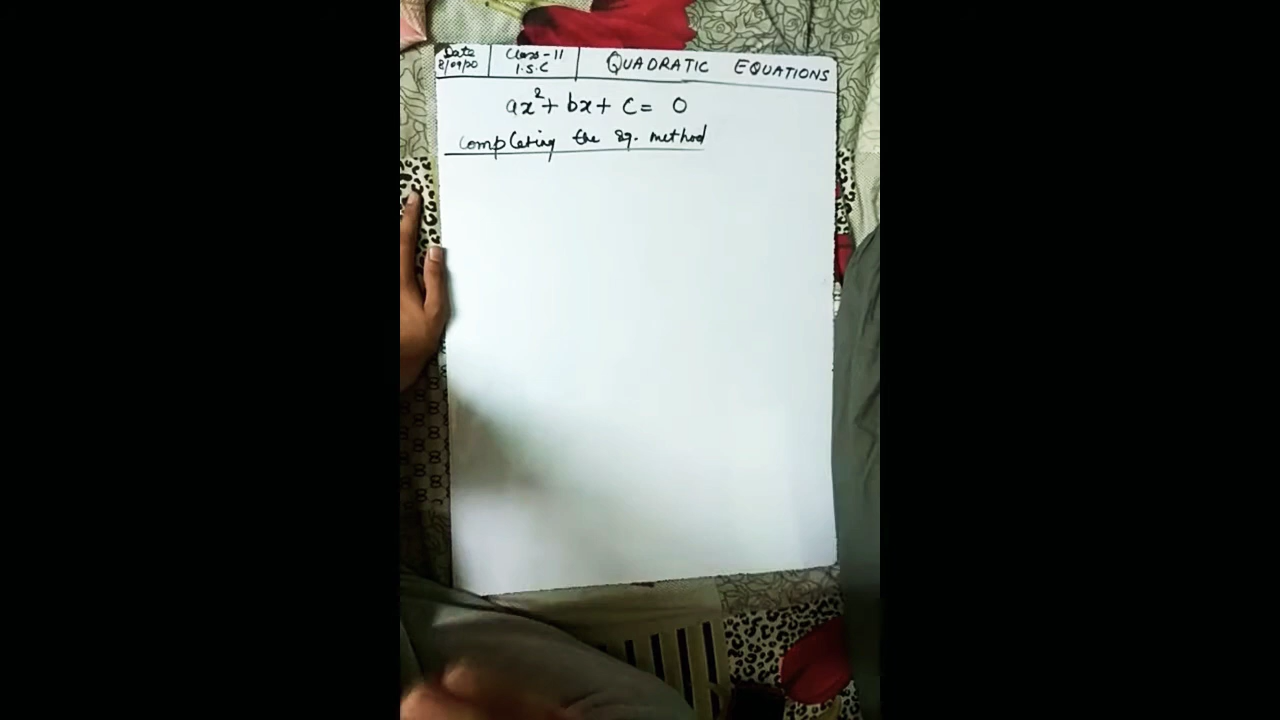 Date
8/09/20
Class-11
I.S.C
QUADRATIC EQUATIONS
ax²+ bx + c = 0
completing the sq. method